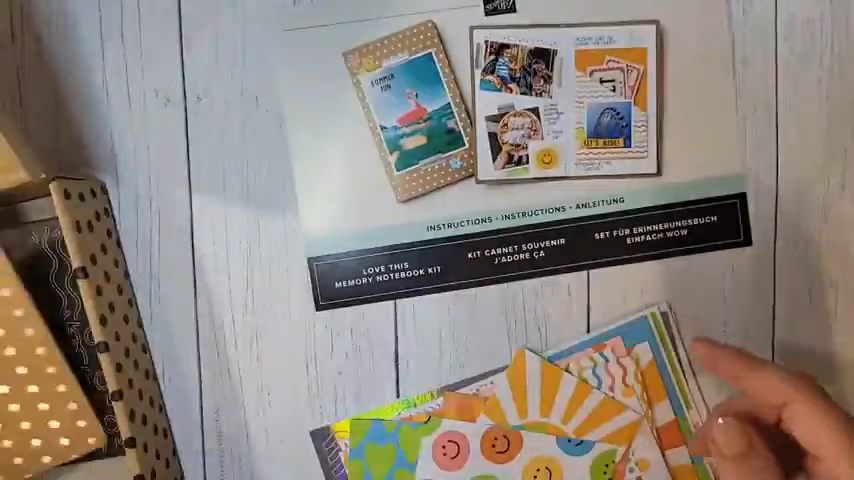 SUMMER
FUN
LET'S RIDE!
INSTRUCTIONS • INSTRUCTIONS • ANLEITUNG
LOVE THIS
MEMORY NOTEBOOK KIT
KIT CARNET SOUVENIR
J'ADORE ÇA
SET FÜR ERINNERUNGSBUCH
EINFACH WOW